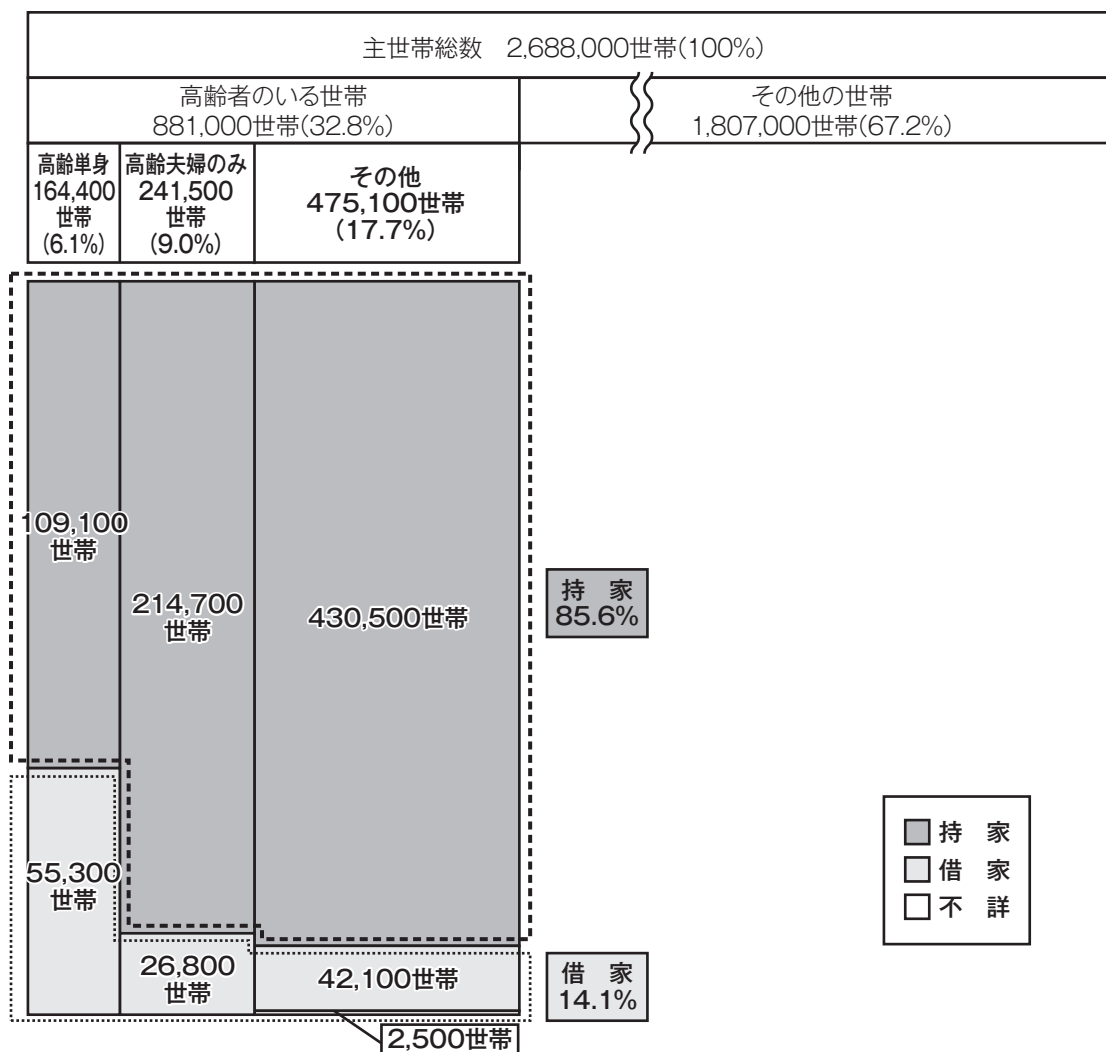 主世帯総数　2,688,000世帯(100%)
高齢者のいる世帯
881,000世帯(32.8%)
その他の世帯
1,807,000世帯(67.2%)
高齢単身
164,400
世帯
(6.1%)
高齢夫婦のみ
241,500
世帯
(9.0%)
その他
475,100世帯
(17.7%)
109,100
世帯
214,700
世帯
430,500世帯
持　家
85.6%
55,300
世帯
26,800
世帯
42,100世帯
借　家
14.1%
2,500世帯
持　家
借　家
不　詳